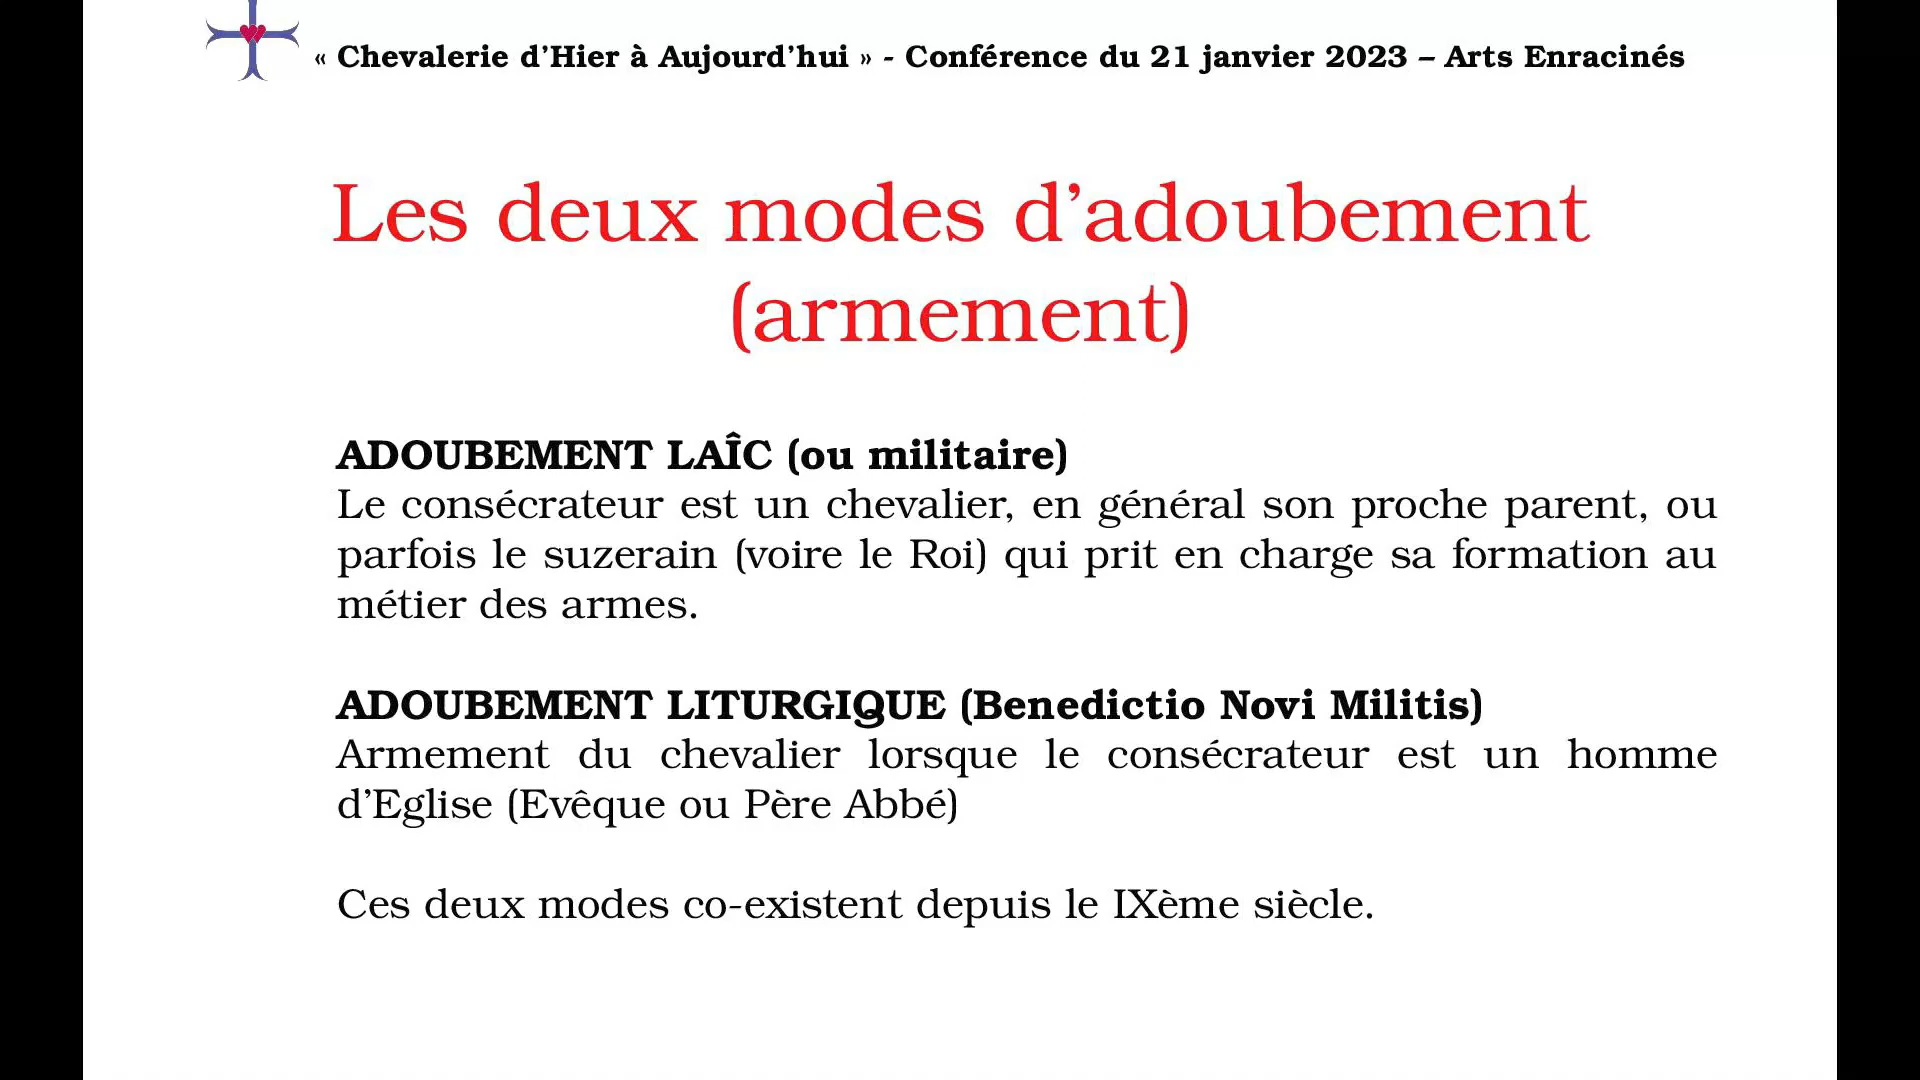 « Chevalerie d’Hier à Aujourd’hui » - Conférence du 21 janvier 2023 – Arts Enracinés
Les deux modes d’adoubement
(armement)
ADOUBEMENT LAÎC (ou militaire)
Le consécrateur est un chevalier, en général son proche parent, ou
parfois le suzerain (voire le Roi) qui prit en charge sa formation au
métier des armes.
ADOUBEMENT LITURGIQUE (Benedictio Novi Militis)
Armement du chevalier lorsque le consécrateur est un homme
d’Eglise (Evêque ou Père Abbé)
Ces deux modes co-existent depuis le IXème siècle.